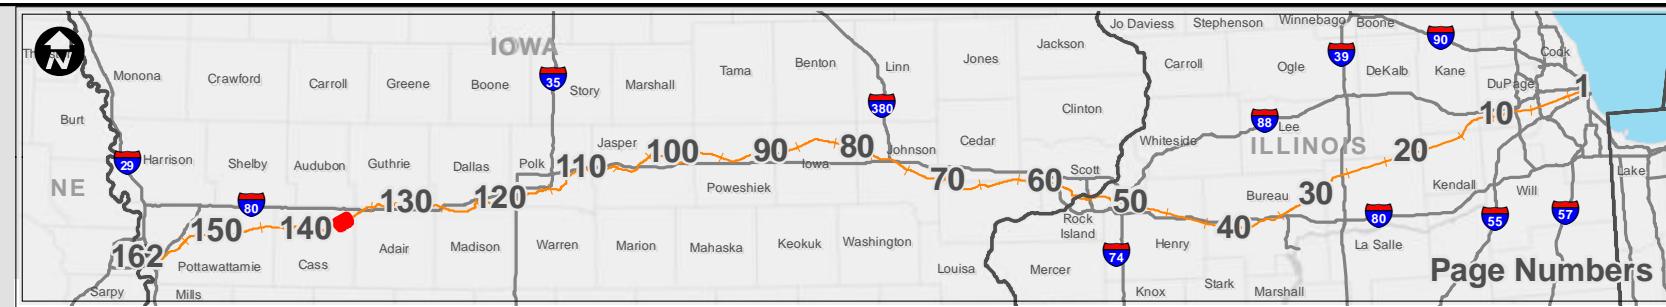 Jo Daviess Stephenson Winnebago Boone
N
IOWA
Jackson
90
39
Cook
Monona Crawford Carroll Greene Boone 35 Story Marshall Tama Benton Linn Jones Carroll Ogle DeKalb Kane
DuPage 1
380
Clinton
Burt
88 Lee
10
Whiteside
ILLINOIS
29 Harrison Shelby Audubon Guthrie Dallas Polk Jasper 100 90 80 Johnson Cedar
20
110
Iowa
Scott
Lake
NE
80
130
120
Poweshiek
70
60
50
Bureau 30
Kendall Will
162 150 140
Rock
Island
40
80
55
57
Pottawattamie Cass Adair Madison Warren Marion Mahaska Keokuk Washington
74
Henry
La Salle
Louisa Mercer
Page Numbers
Sarpy Mills
Knox Stark Marshall